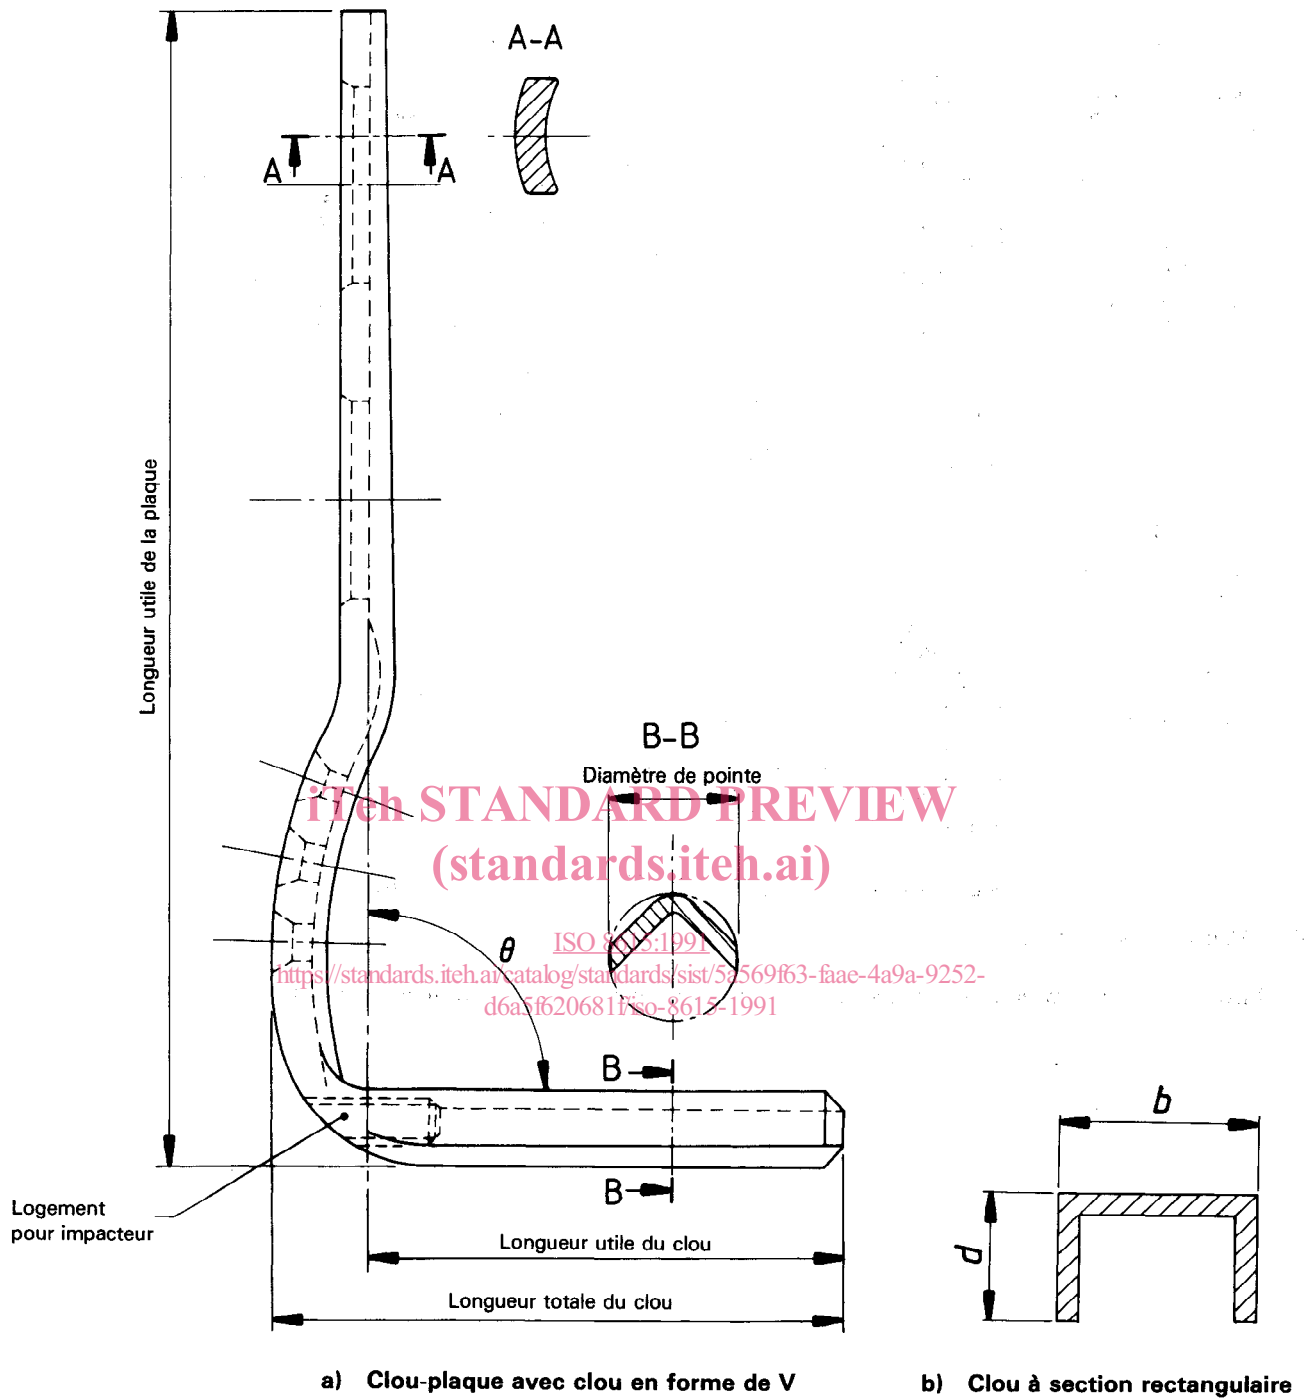 A-A
A
A
Longueur utile de la plaque
B-B
Diamètre de pointe
iTeh STANDARD PREVIEW
(standards.iteh.ai)
θ
ISO 8615:1991
https://standards.iteh.ai/catalog/standards/sist/5a569f63-faae-4a9a-9252-
d6a5f620681f/iso-8615-1991
B
B
b
d
Logement
pour impacteur
Longueur utile du clou
Longueur totale du clou
a) Clou-plaque avec clou en forme de V
b) Clou à section rectangulaire